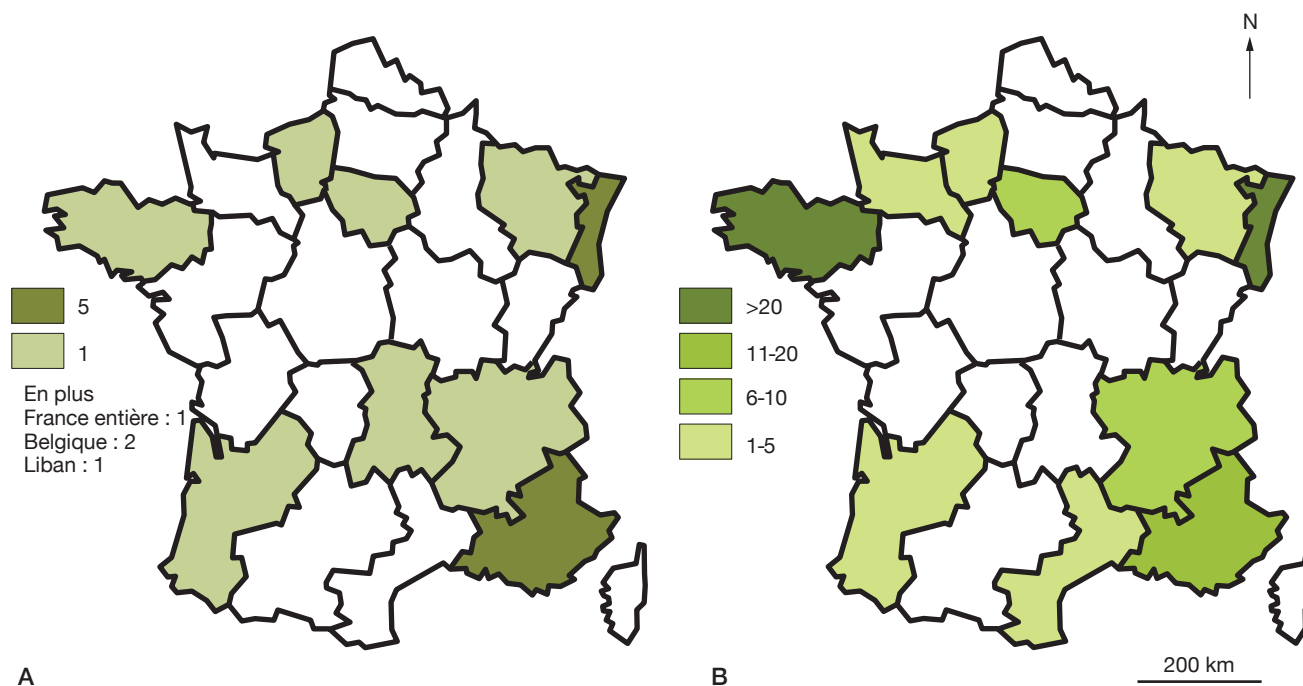 N
5
1
En plus
France entière : 1
Belgique : 2
Liban : 1
A
>20
11-20
6-10
1-5
B
200 km